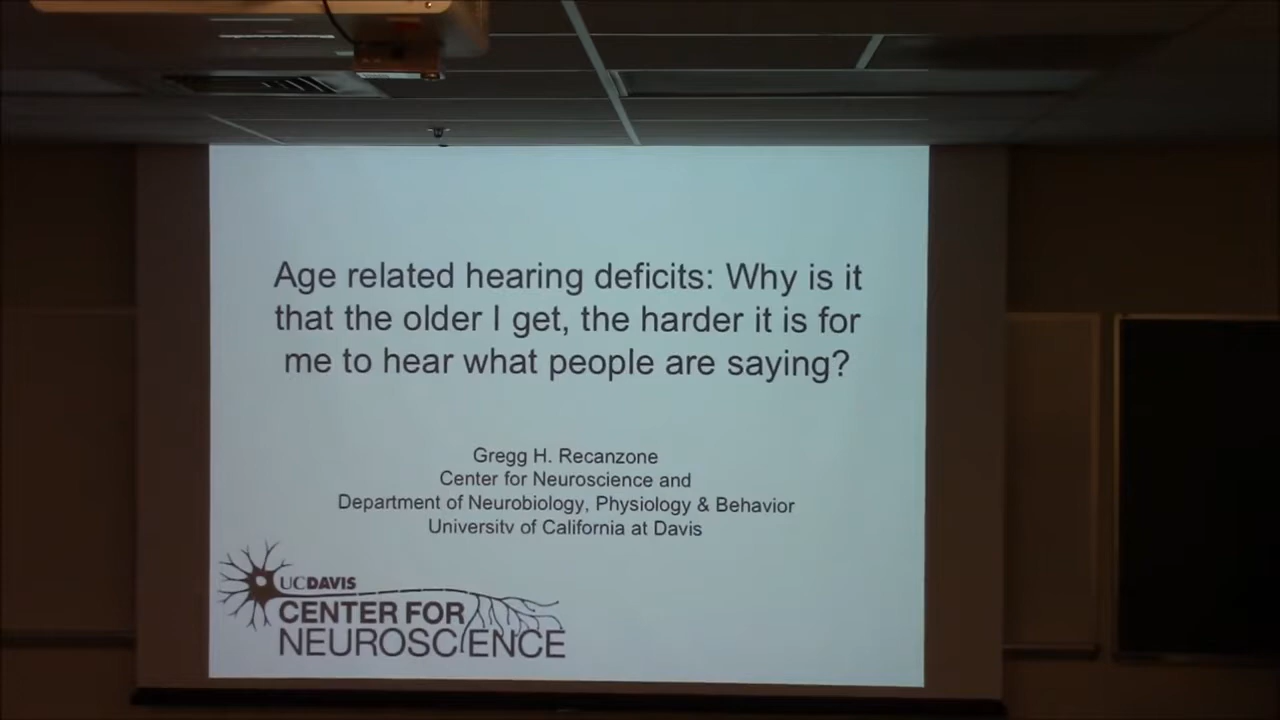 Age related hearing deficits: Why is it
that the older I get, the harder it is for
me to hear what people are saying?
Gregg H. Recanzone
Center for Neuroscience and
Department of Neurobiology, Physiology & Behavior
University of California at Davis
UCDAVIS
CENTER FOR
NEUROSCIENCE